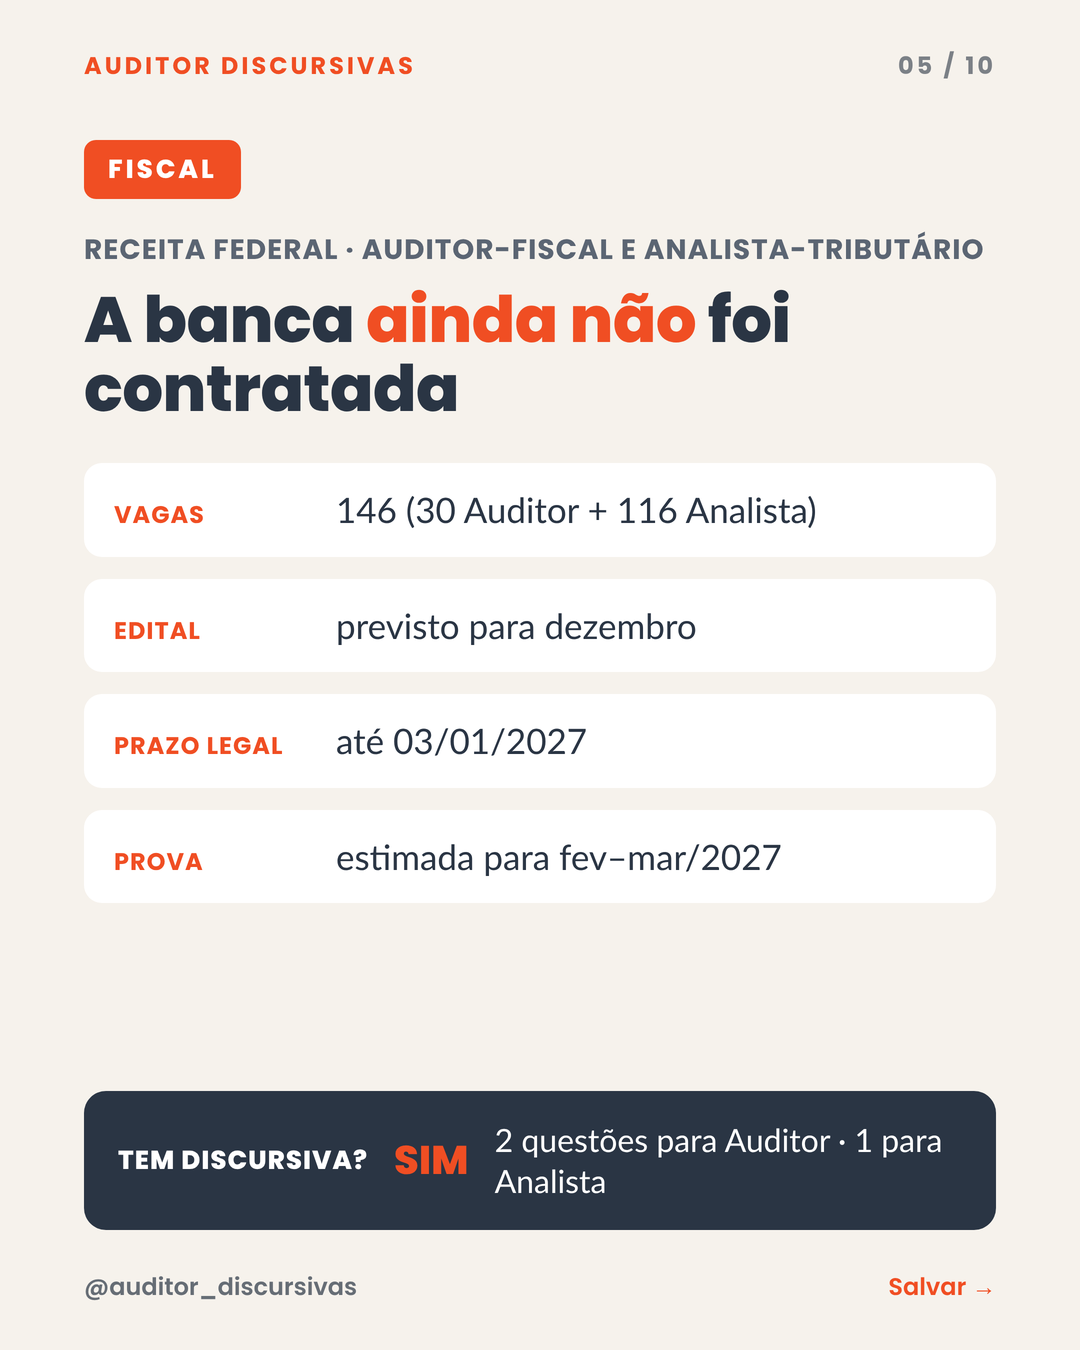 AUDITOR DISCURSIVAS
05 / 10
FISCAL
RECEITA FEDERAL · AUDITOR-FISCAL E ANALISTA-TRIBUTÁRIO
A banca ainda não foi
contratada
VAGAS 146 (30 Auditor + 116 Analista)
EDITAL previsto para dezembro
PRAZO LEGAL até 03/01/2027
PROVA estimada para fev–mar/2027
TEM DISCURSIVA? SIM 2 questões para Auditor · 1 para
Analista
@auditor_discursivas
Salvar →